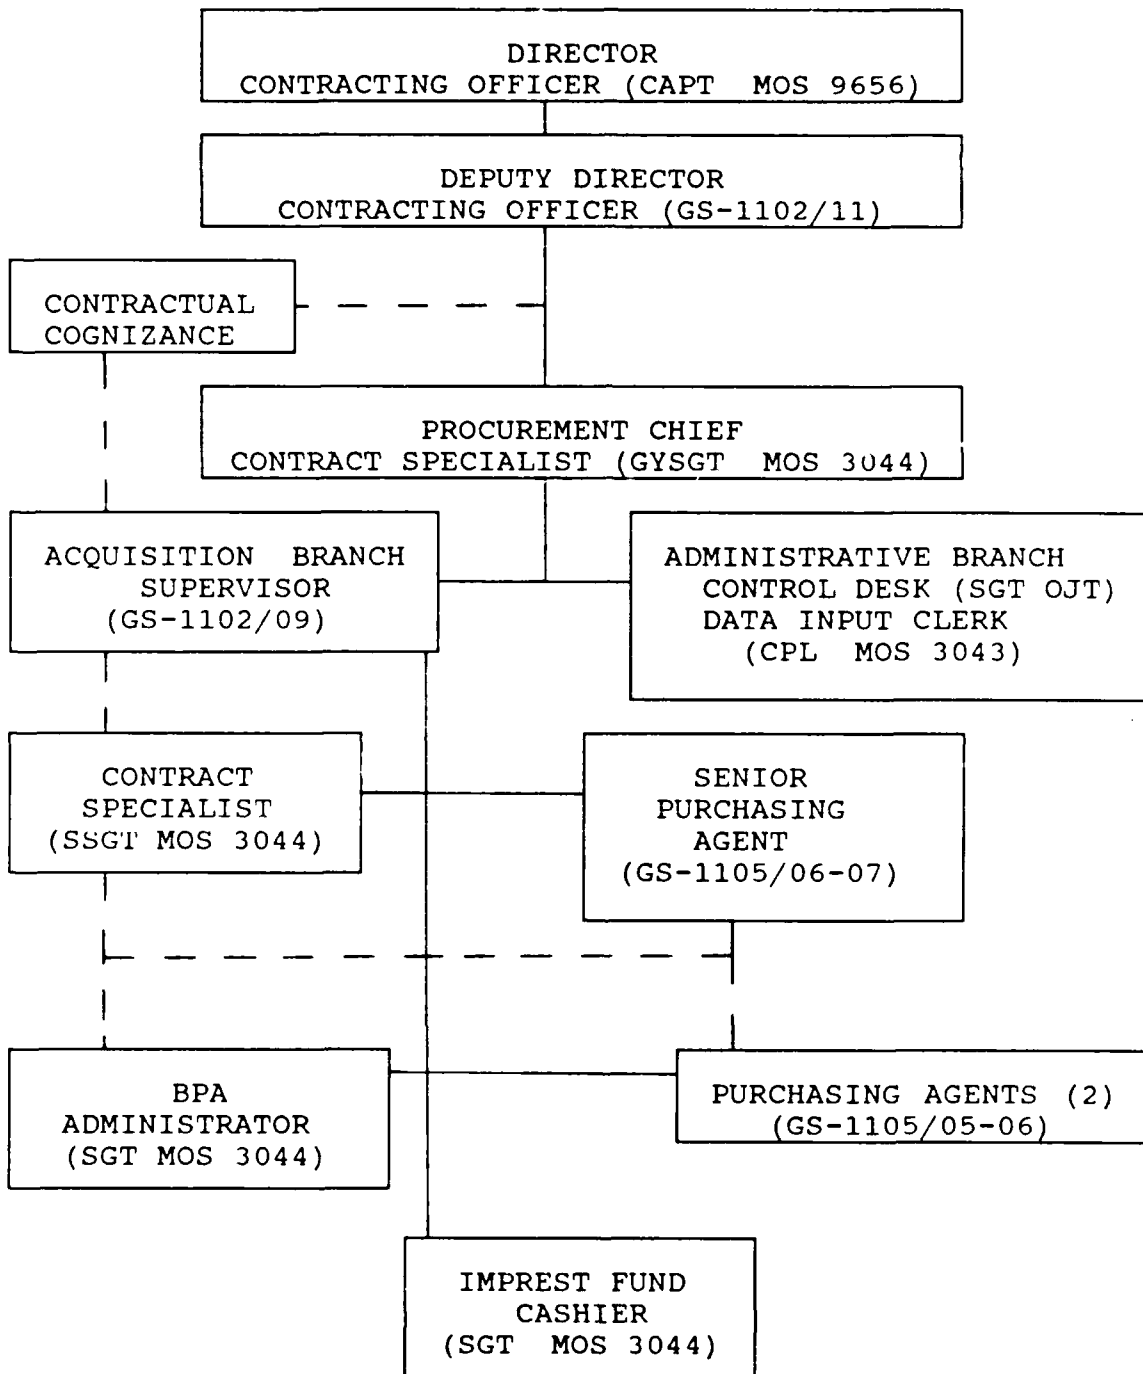 DIRECTOR
CONTRACTING OFFICER (CAPT MOS 9656)
DEPUTY DIRECTOR
CONTRACTING OFFICER (GS-1102/11)
CONTRACTUAL
COGNIZANCE
PROCUREMENT CHIEF
CONTRACT SPECIALIST (GYSGT MOS 3044)
ACQUISITION BRANCH
SUPERVISOR
(GS-1102/09)
ADMINISTRATIVE BRANCH
CONTROL DESK (SGT OJT)
DATA INPUT CLERK
(CPL MOS 3043)
CONTRACT
SPECIALIST
(SSGT MOS 3044)
SENIOR
PURCHASING
AGENT
(GS-1105/06-07)
BPA
ADMINISTRATOR
(SGT MOS 3044)
PURCHASING AGENTS (2)
(GS-1105/05-06)
IMPREST FUND
CASHIER
(SGT MOS 3044)